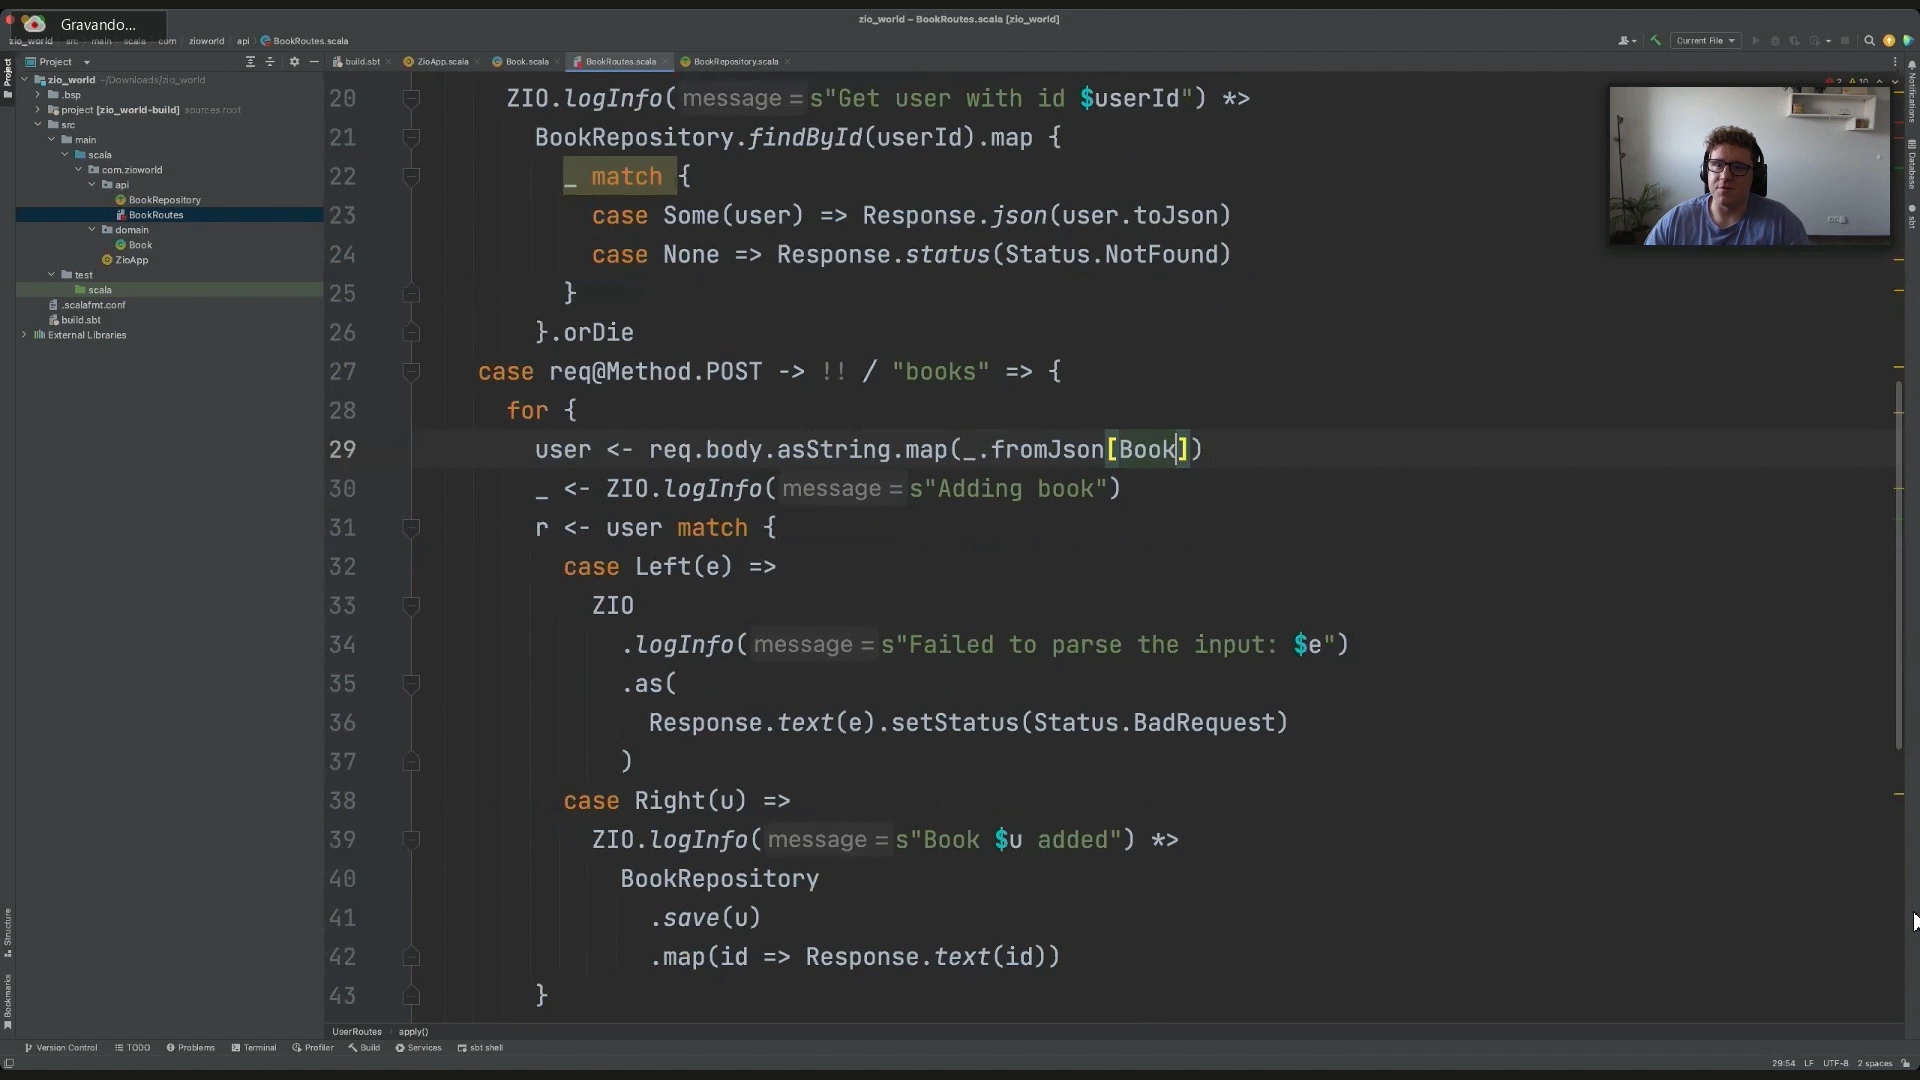 Gravando...
zio_world – BookRoutes.scala [zio_world]
zio_world src main scala com zioworld api BookRoutes.scala
Current File
Project
build.sbt ZioApp.scala Book.scala BookRoutes.scala BookRepository.scala
2 10
Project
Notifications
Database
sbt
zio_world ~/Downloads/zio_world
.bsp
project [zio_world-build] sources root
src
main
scala
com.zioworld
api
BookRepository
BookRoutes
domain
Book
ZioApp
test
scala
.scalafmt.conf
build.sbt
External Libraries
20 ZIO.logInfo( message = s"Get user with id $userId") *>
21 BookRepository.findById(userId).map {
22 _ match {
23 case Some(user) => Response.json(user.toJson)
24 case None => Response.status(Status.NotFound)
25 }
26 }.orDie
27 case req@Method.POST -> !! / "books" => {
28 for {
29 user <- req.body.asString.map(_.fromJson[Book])
30 _ <- ZIO.logInfo( message = s"Adding book")
31 r <- user match {
32 case Left(e) =>
33 ZIO
34 .logInfo( message = s"Failed to parse the input: $e")
35 .as(
36 Response.text(e).setStatus(Status.BadRequest)
37 )
38 case Right(u) =>
39 ZIO.logInfo( message = s"Book $u added") *>
40 BookRepository
41 .save(u)
42 .map(id => Response.text(id))
43 }
Structure
Bookmarks
UserRoutes apply()
Version Control TODO Problems Terminal Profiler Build Services sbt shell
29:54 LF UTF-8 2 spaces